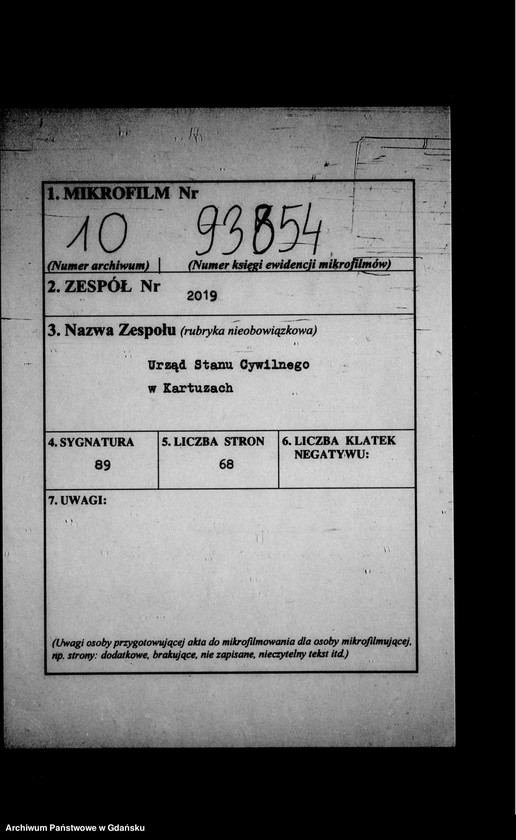 1. MIKROFILM Nr
10 93854
(Numer archiwum) (Numer księgi ewidencji mikrofilmów)
2. ZESPÓŁ Nr
2019
3. Nazwa Zespołu (rubryka nieobowiązkowa)
Urząd Stanu Cywilnego
w Kartuzach
4. SYGNATURA 5. LICZBA STRON 6. LICZBA KLATEK
NEGATYWU:
89 68
7. UWAGI:
(Uwagi osoby przygotowującej akta do mikrofilmowania dla osoby mikrofilmującej,
np. strony: dodatkowe, brakujące, nie zapisane, nieczytelny tekst itd.)
Archiwum Państwowe w Gdańsku